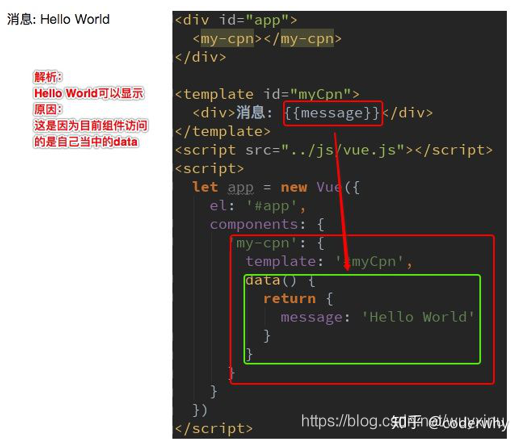 消息: Hello World
解析：
Hello World可以显示
原因：
这是因为目前组件访问
的是自己当中的data
<div id="app">
<my-cpn></my-cpn>
</div>
<template id="myCpn">
<div>消息: {{message}}</div>
</template>
<script src="../js/vue.js"></script>
<script>
let app = new Vue({
el: '#app',
components: {
'my-cpn': {
template: '#myCpn',
data() {
return {
message: 'Hello World'
}
}
}
}
})
</script>
知乎 @coderwhy